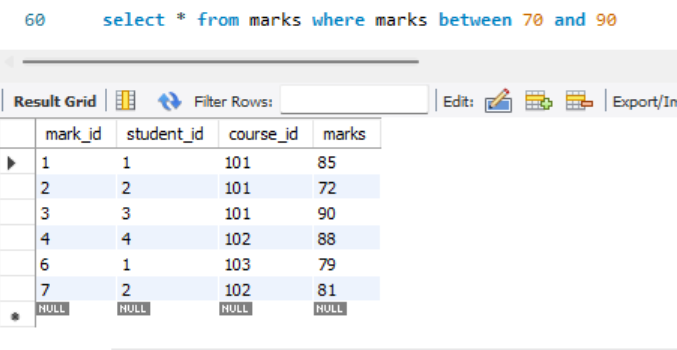 60 select * from marks where marks between 70 and 90
Result Grid Filter Rows: Edit: Export/Im
mark_id student_id course_id marks
1 1 101 85
2 2 101 72
3 3 101 90
4 4 102 88
6 1 103 79
7 2 102 81
NULL NULL NULL NULL